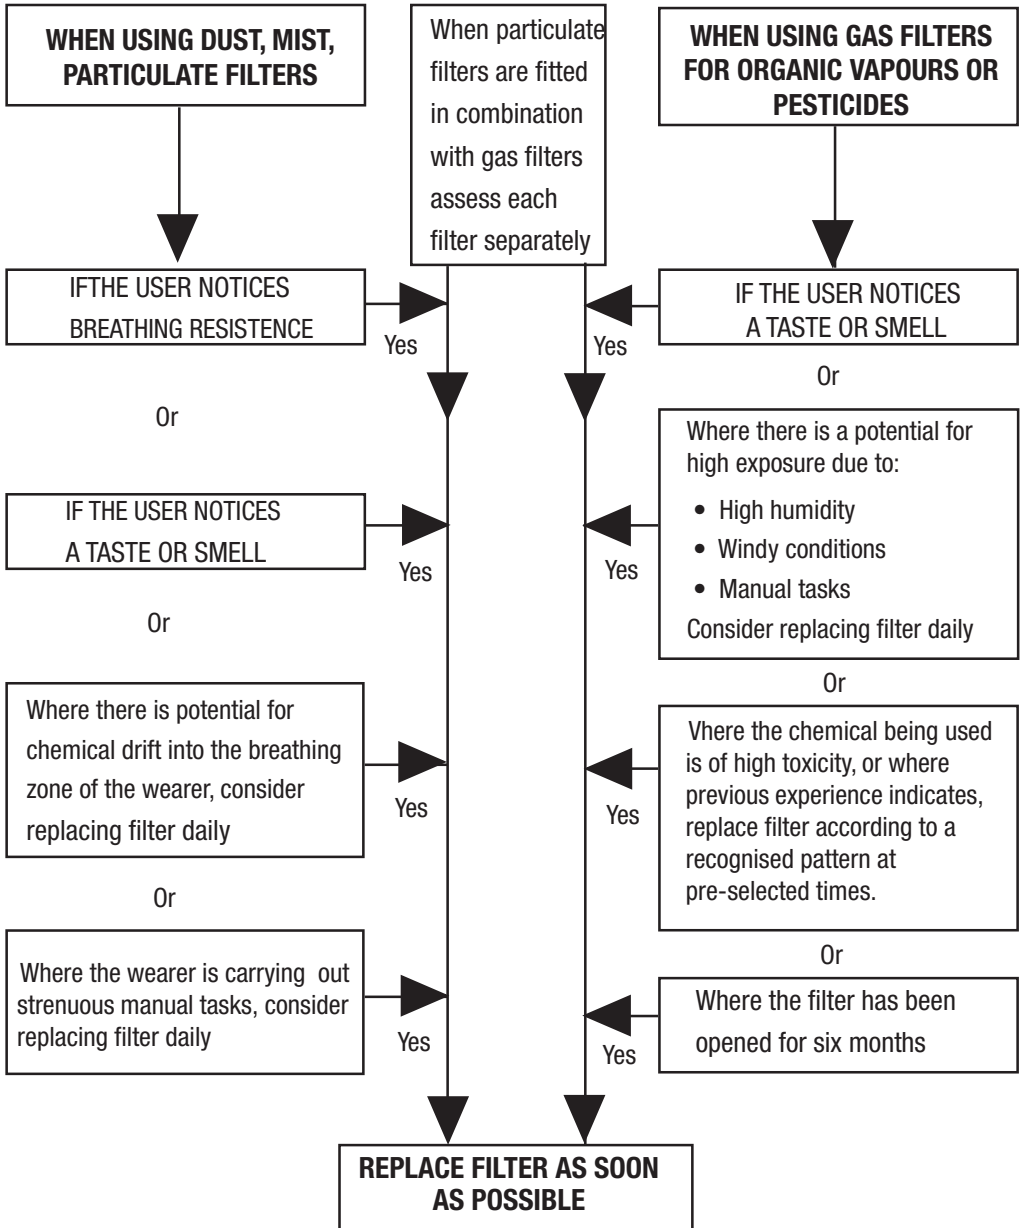 WHEN USING DUST, MIST,
PARTICULATE FILTERS
When particulate
filters are fitted
in combination
with gas filters
assess each
filter separately
WHEN USING GAS FILTERS
FOR ORGANIC VAPOURS OR
PESTICIDES
IFTHE USER NOTICES
BREATHING RESISTENCE
Yes
Or
IF THE USER NOTICES
A TASTE OR SMELL
Yes
Or
Where there is potential for
chemical drift into the breathing
zone of the wearer, consider
replacing filter daily
Yes
Or
Where the wearer is carrying out
strenuous manual tasks, consider
replacing filter daily
Yes
IF THE USER NOTICES
A TASTE OR SMELL
Yes
Or
Where there is a potential for
high exposure due to:
• High humidity
• Windy conditions
• Manual tasks
Consider replacing filter daily
Yes
Or
Vhere the chemical being used
is of high toxicity, or where
previous experience indicates,
replace filter according to a
recognised pattern at
pre-selected times.
Yes
Or
Where the filter has been
opened for six months
Yes
REPLACE FILTER AS SOON
AS POSSIBLE